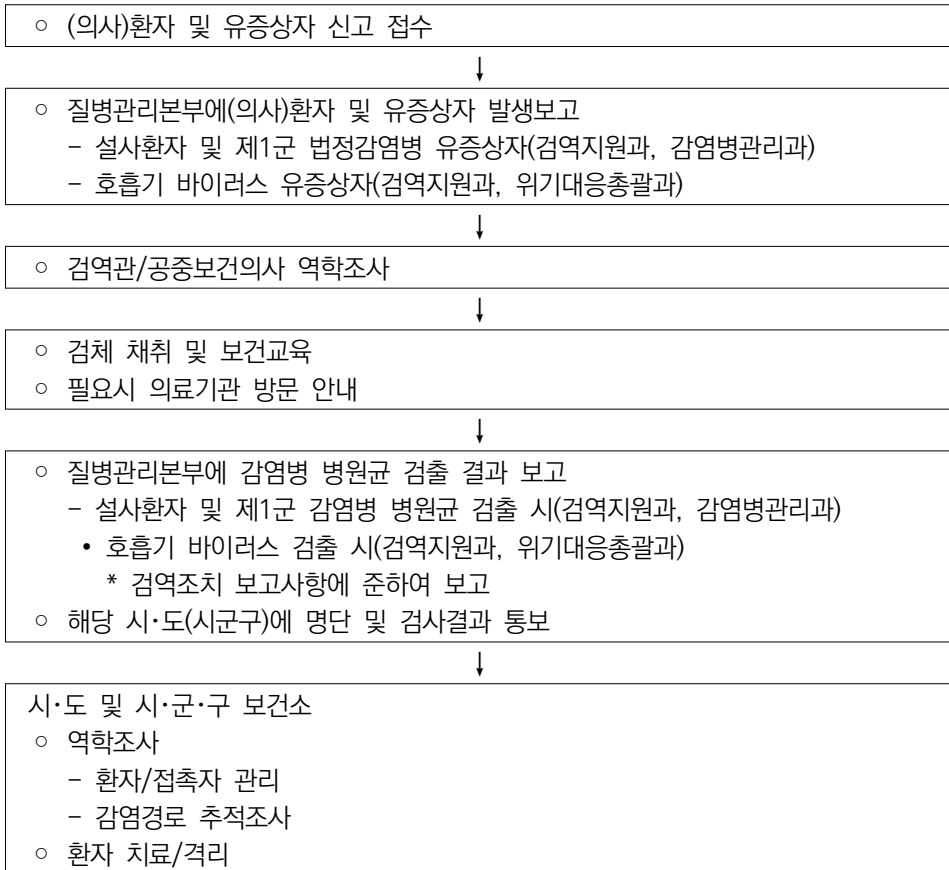 ○ (의사)환자 및 유증상자 신고 접수
↓
○ 질병관리본부에(의사)환자 및 유증상자 발생보고
- 설사환자 및 제1군 법정감염병 유증상자(검역지원과, 감염병관리과)
- 호흡기 바이러스 유증상자(검역지원과, 위기대응총괄과)
↓
○ 검역관/공중보건의사 역학조사
↓
○ 검체 채취 및 보건교육
○ 필요시 의료기관 방문 안내
↓
○ 질병관리본부에 감염병 병원균 검출 결과 보고
- 설사환자 및 제1군 감염병 병원균 검출 시(검역지원과, 감염병관리과)
• 호흡기 바이러스 검출 시(검역지원과, 위기대응총괄과)
* 검역조치 보고사항에 준하여 보고
○ 해당 시·도(시군구)에 명단 및 검사결과 통보
↓
시·도 및 시·군·구 보건소
○ 역학조사
- 환자/접촉자 관리
- 감염경로 추적조사
○ 환자 치료/격리